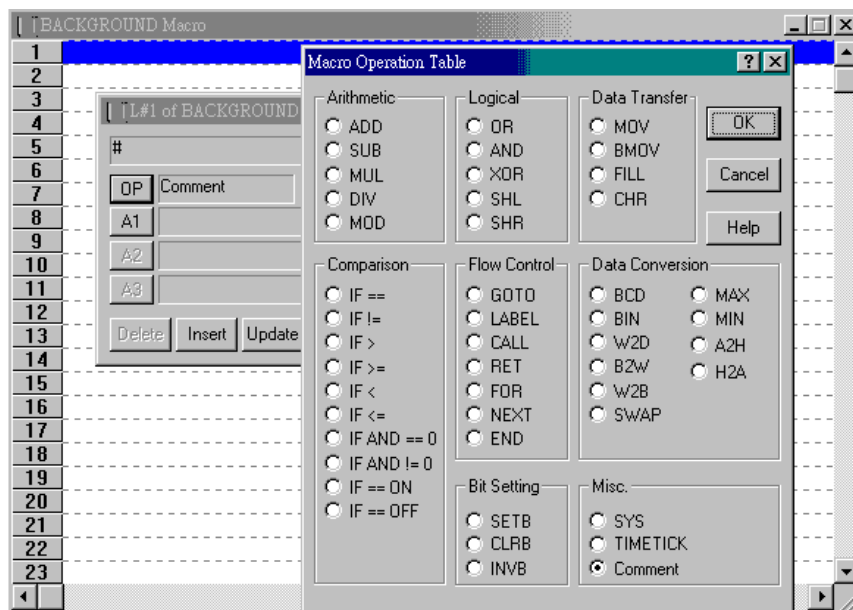 BACKGROUND Macro
1
2
3
4
5
6
7
8
9
10
11
12
13
14
15
16
17
18
19
20
21
22
23
L#1 of BACKGROUND
#
OP Comment
A1
A2
A3
Delete Insert Update
Macro Operation Table
Arithmetic
ADD
SUB
MUL
DIV
MOD
Logical
OR
AND
XOR
SHL
SHR
Data Transfer
MOV
BMOV
FILL
CHR
OK
Cancel
Help
Comparison
IF ==
IF !=
IF >
IF >=
IF <
IF <=
IF AND == 0
IF AND != 0
IF == ON
IF == OFF
Flow Control
GOTO
LABEL
CALL
RET
FOR
NEXT
END
Data Conversion
BCD
BIN
W2D
B2W
W2B
SWAP
MAX
MIN
A2H
H2A
Bit Setting
SETB
CLRB
INVB
Misc.
SYS
TIMETICK
Comment